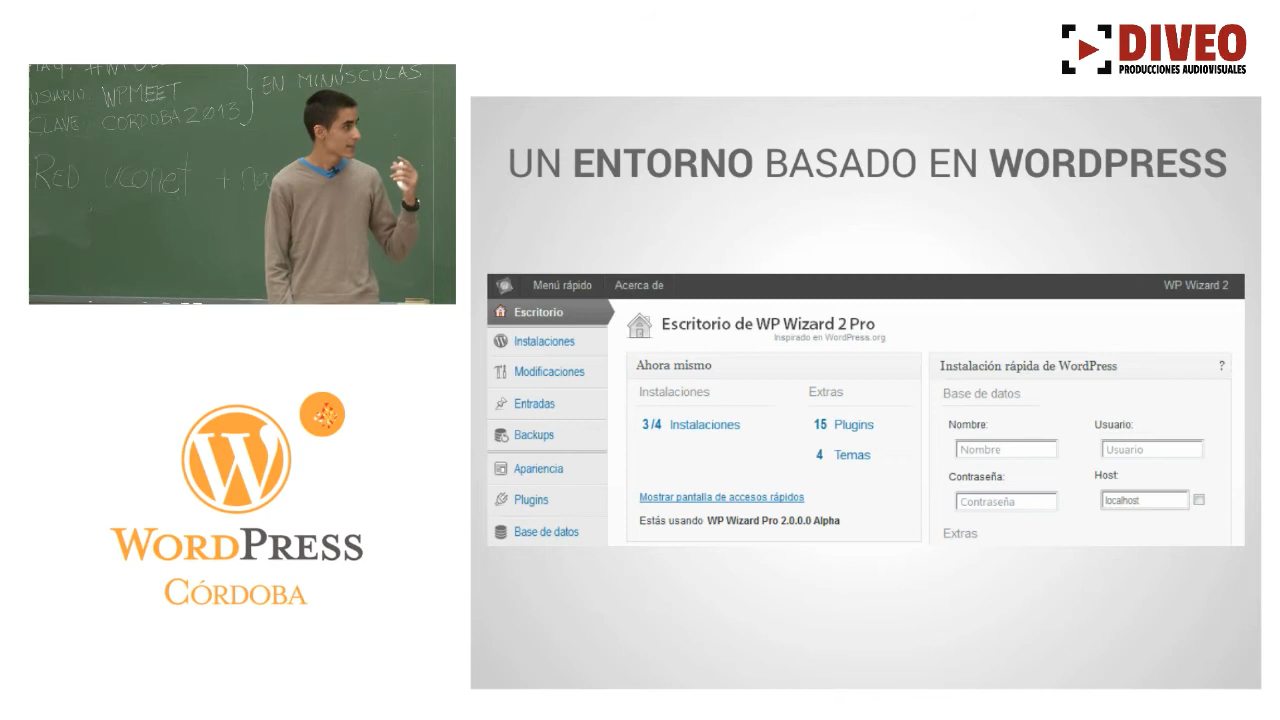 DIVEO
PRODUCCIONES AUDIOVISUALES
EN MINÚSCULAS
USUARIO. WPMEET
CLAVE. CORDOBA2013
RED uconet +
UN ENTORNO BASADO EN WORDPRESS
Menú rápido Acerca de WP Wizard 2
Escritorio
Instalaciones
Modificaciones
Entradas
Backups
Apariencia
Plugins
Base de datos
Escritorio de WP Wizard 2 Pro
Inspirado en WordPress.org
Ahora mismo
Instalaciones Extras
3/4 Instalaciones 15 Plugins
4 Temas
Mostrar pantalla de accesos rápidos
Estás usando WP Wizard Pro 2.0.0.0 Alpha
Instalación rápida de WordPress ?
Base de datos
Nombre: Usuario:
Nombre Usuario
Contraseña: Host:
Contraseña localhost
Extras
WORDPRESS
CÓRDOBA